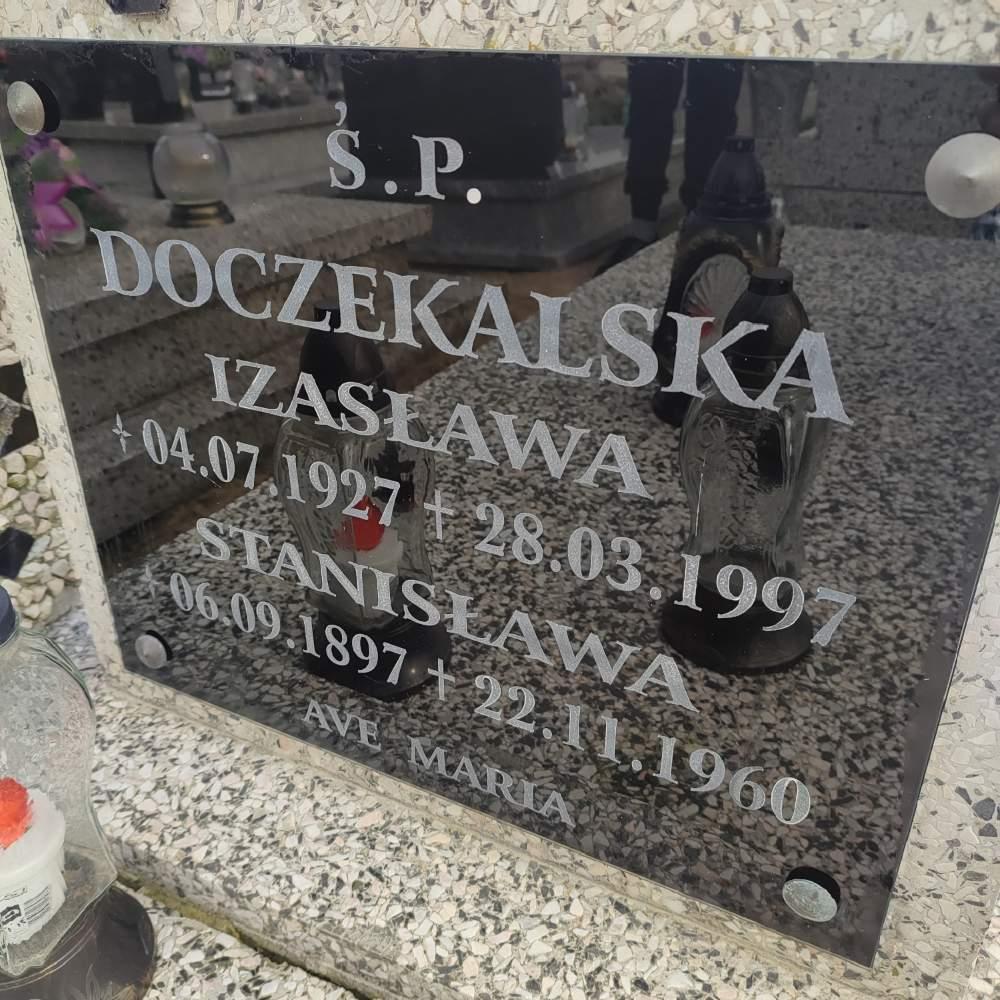 Ś.P.
DOCZEKALSKA
IZASŁAWA
04.07.1927 + 28.03.1997
STANISŁAWA
06.09.1897 + 22.11.1960
AVE MARIA